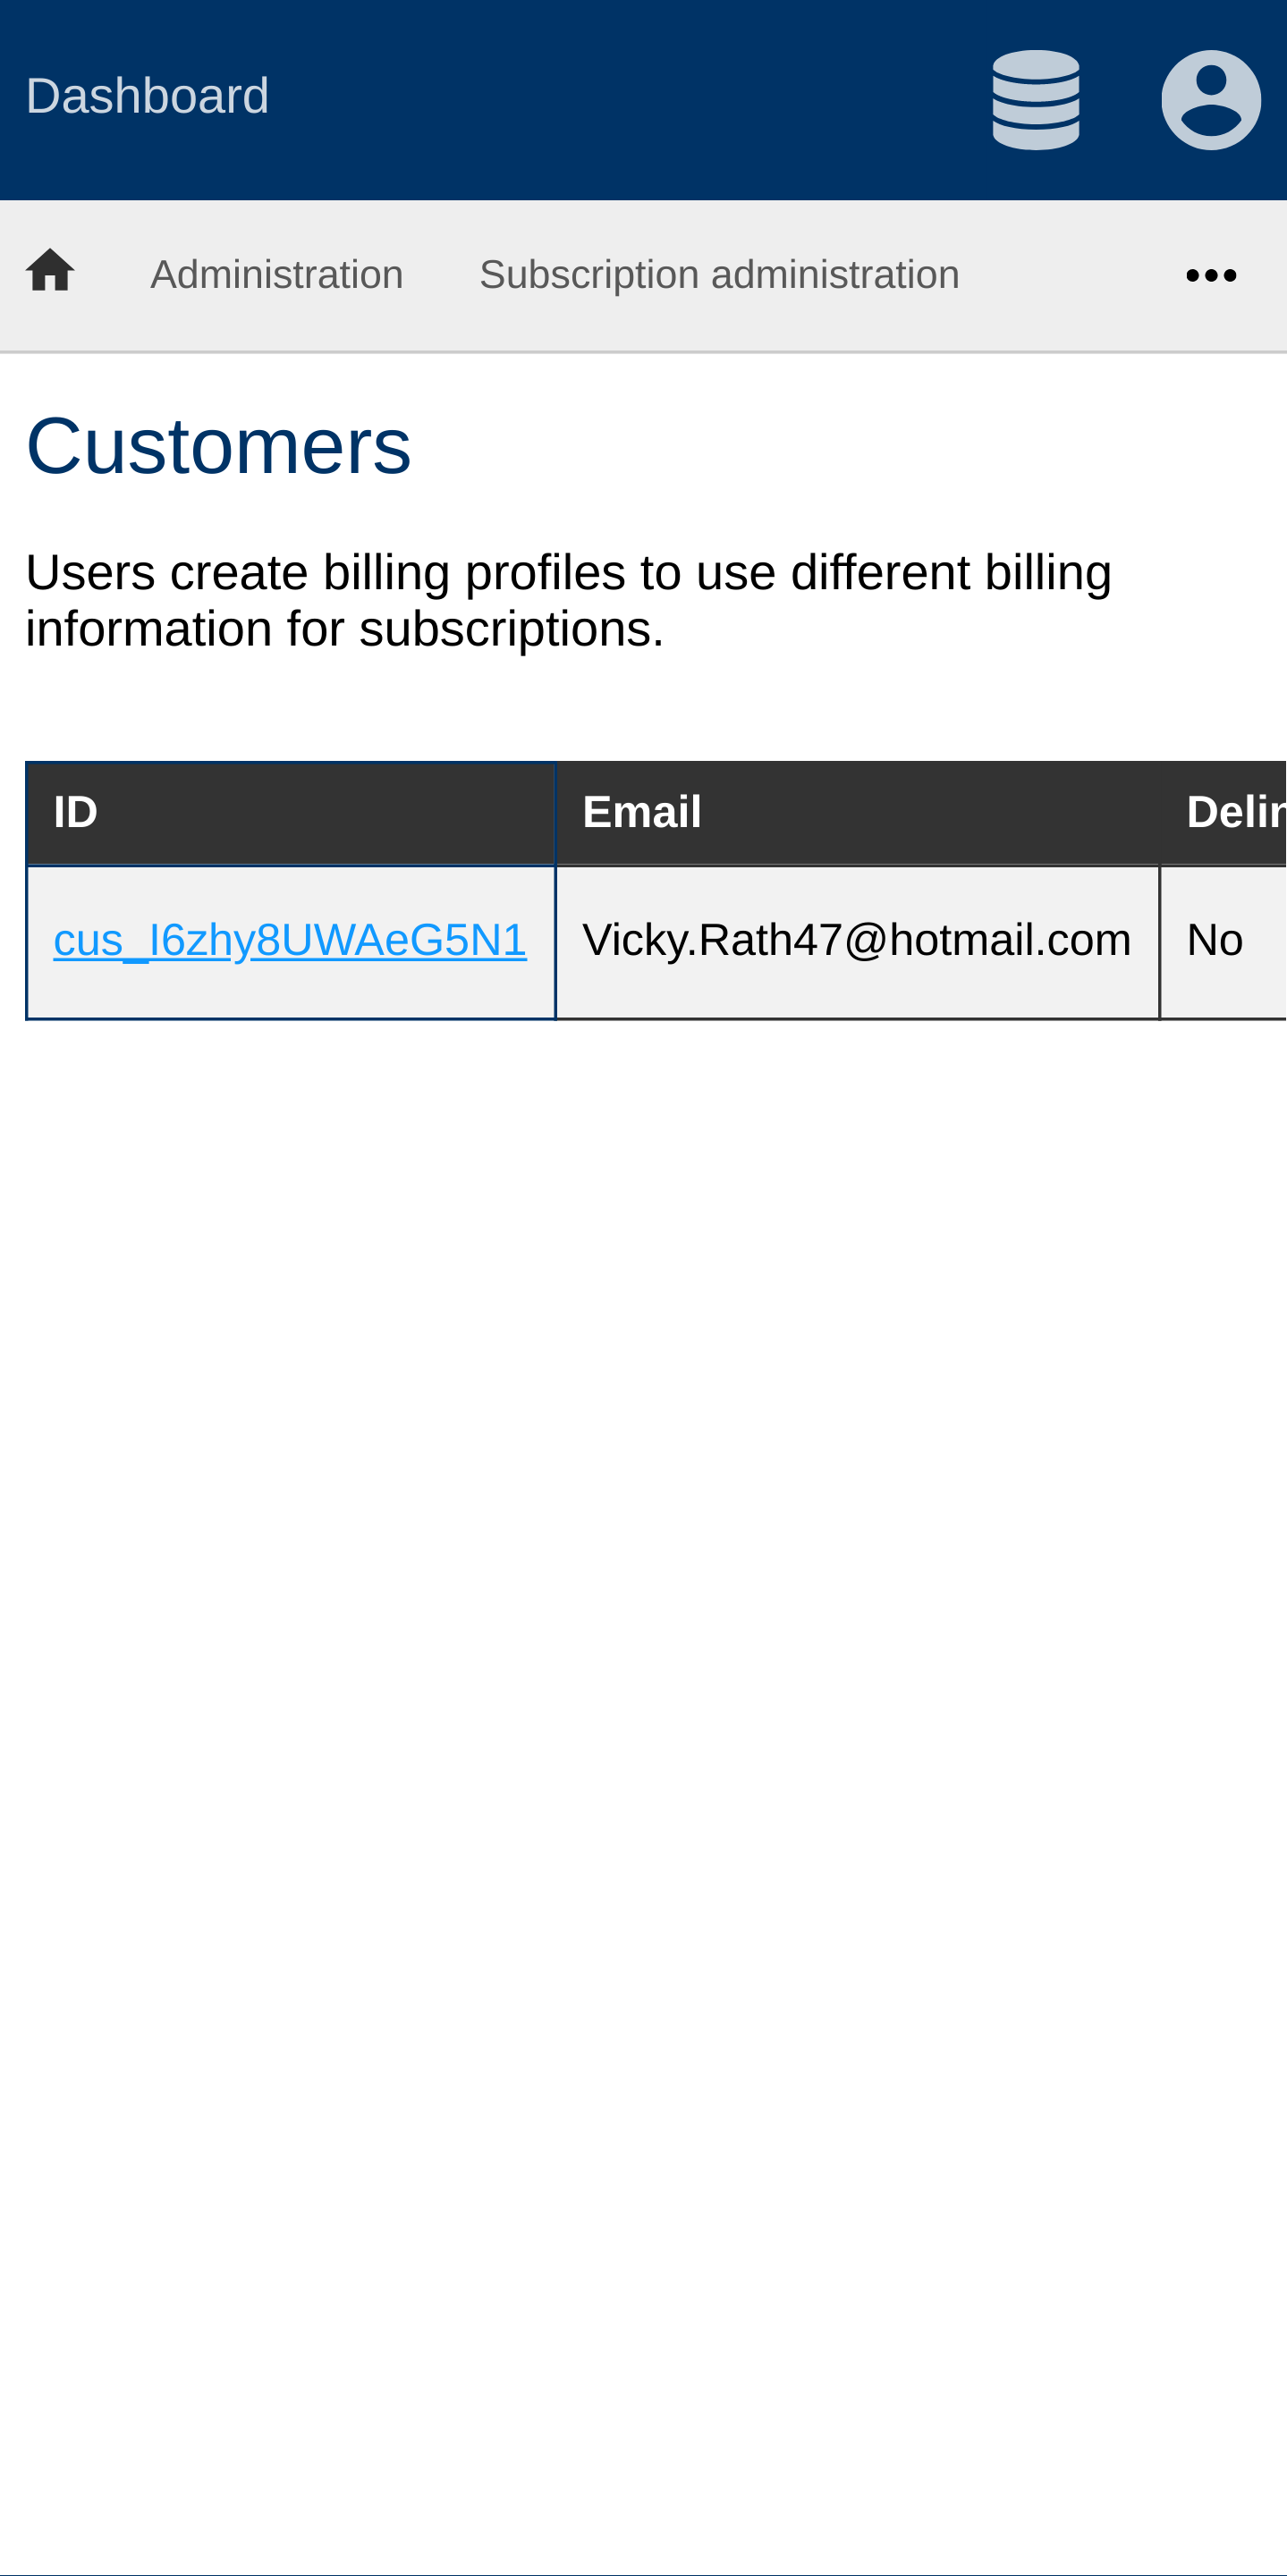 Dashboard
Administration Subscription administration
Customers
Users create billing profiles to use different billing
information for subscriptions.
ID Email Delin
cus_I6zhy8UWAeG5N1 Vicky.Rath47@hotmail.com No